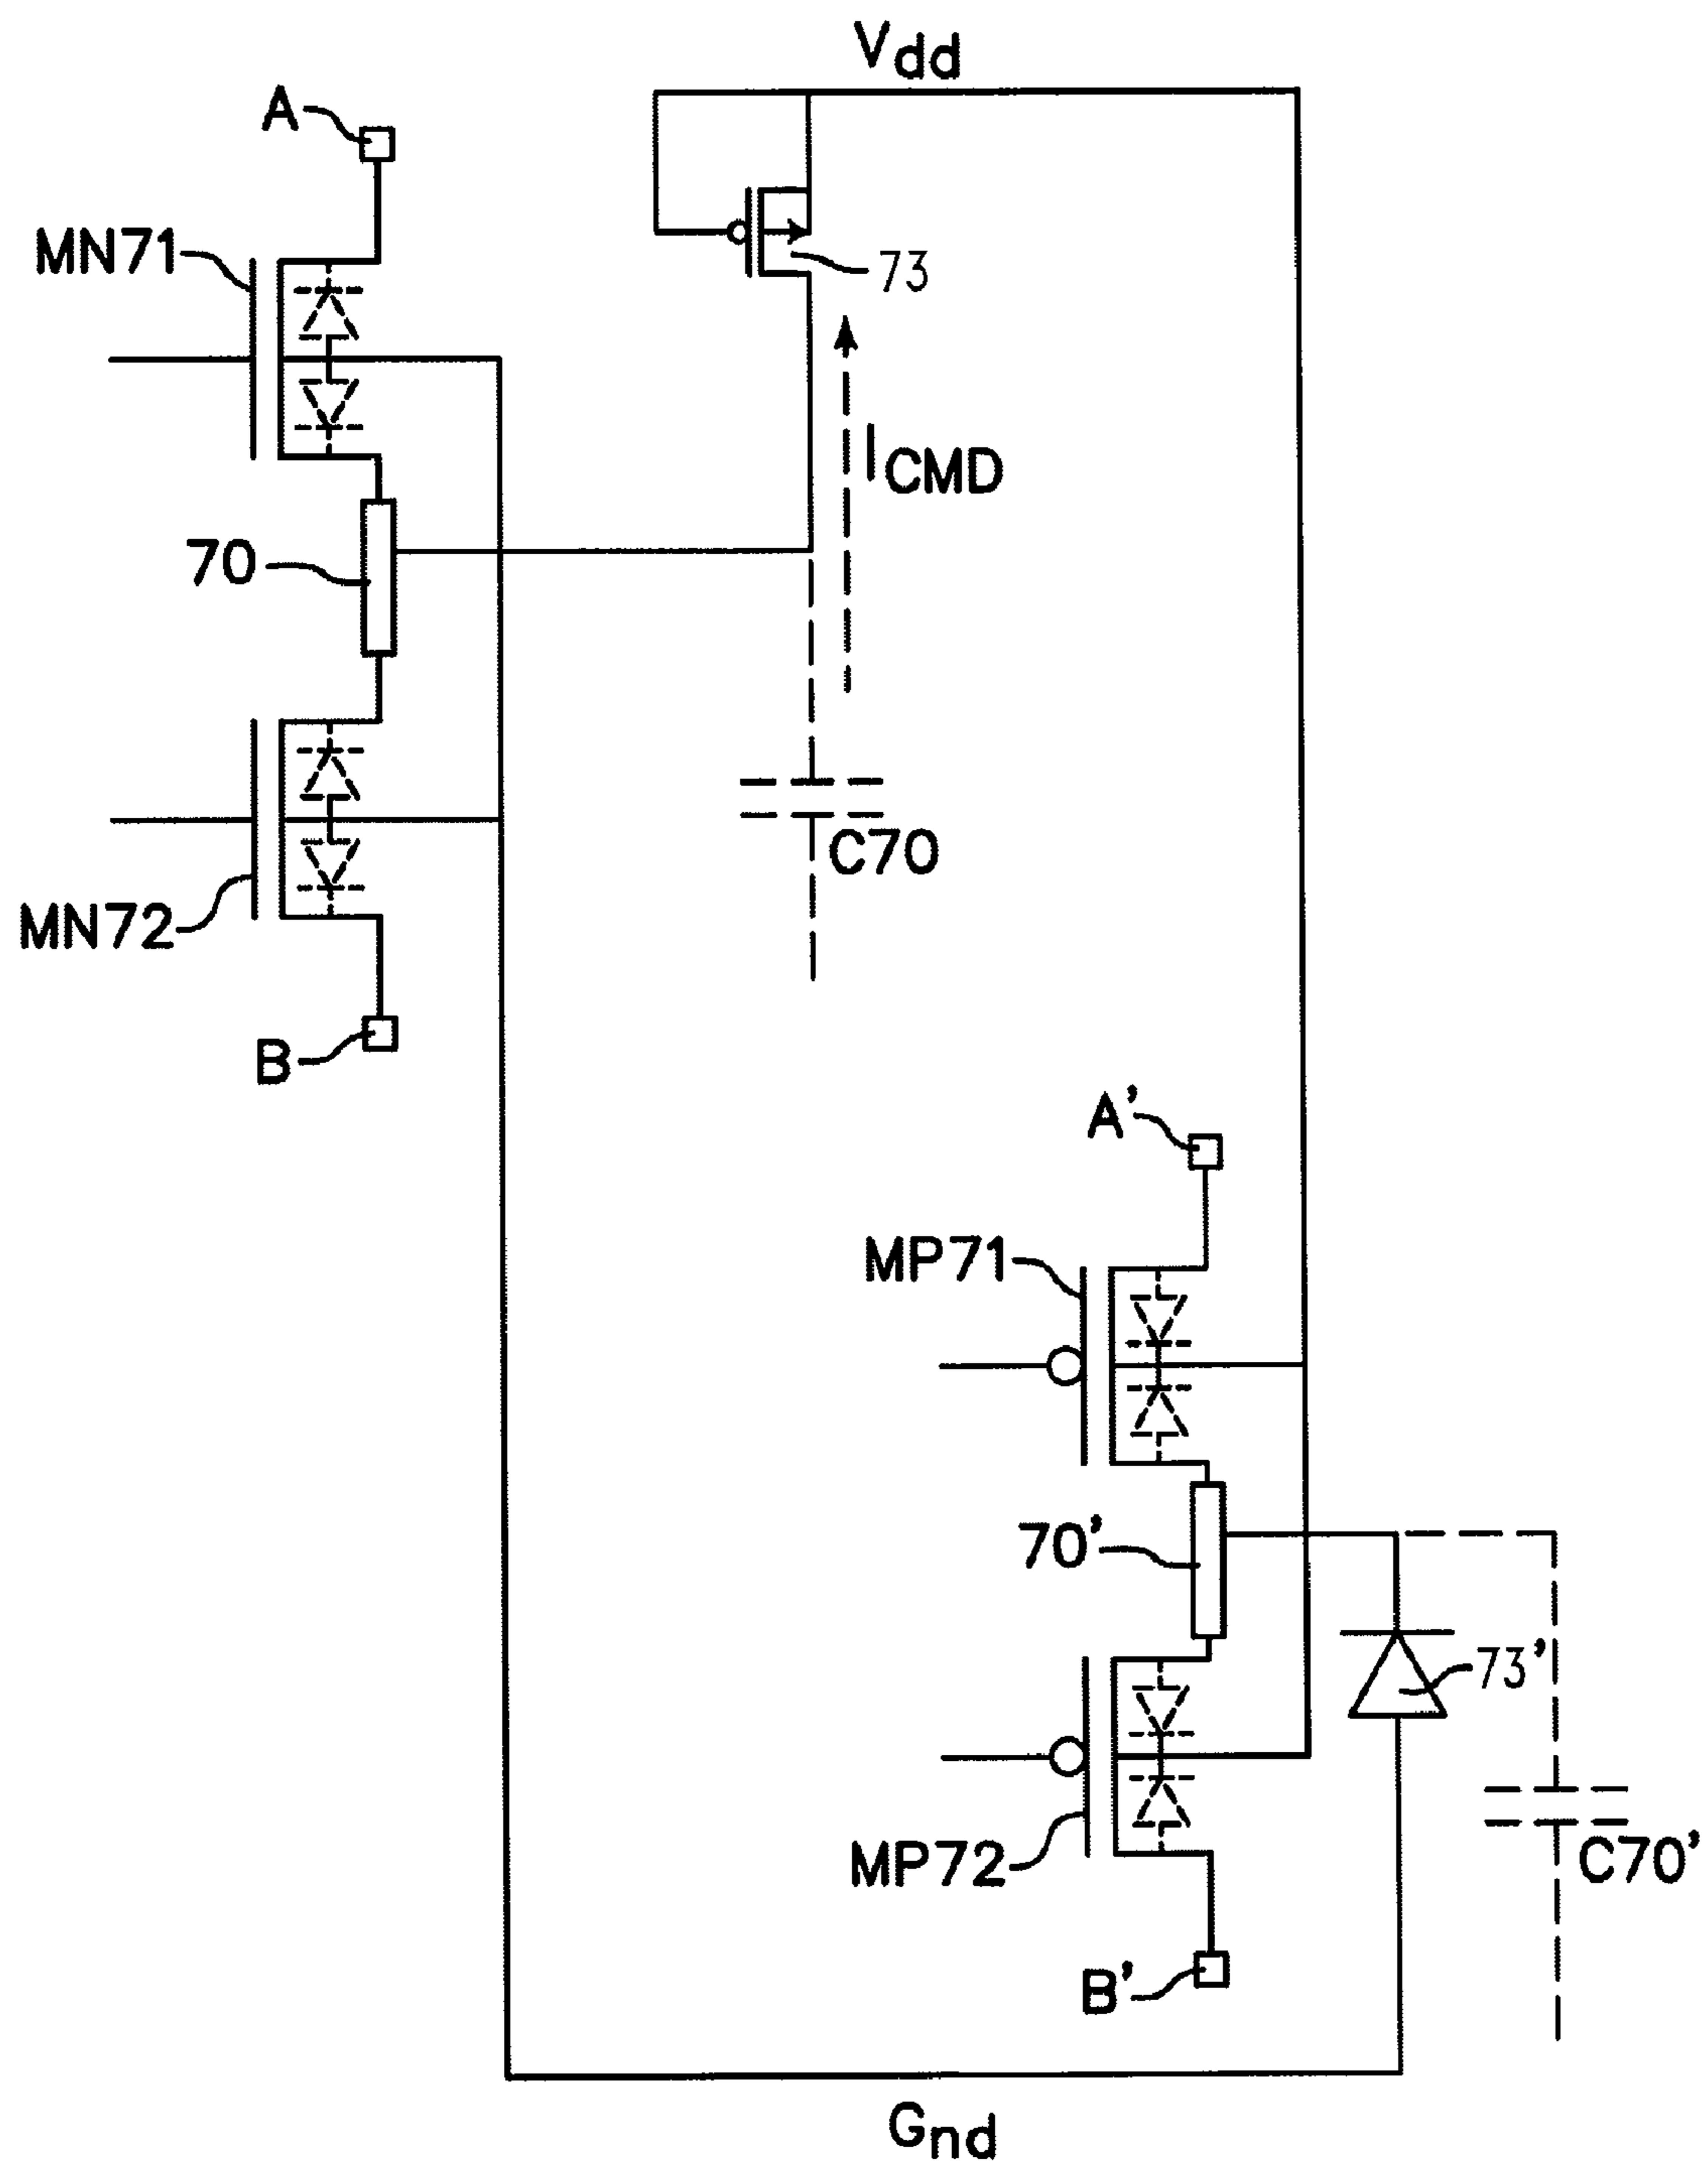 Vdd
A
MN71
73
ICMD
70
C70
MN72
B
A'
MP71
70'
73'
MP72
C70'
B'
Gnd